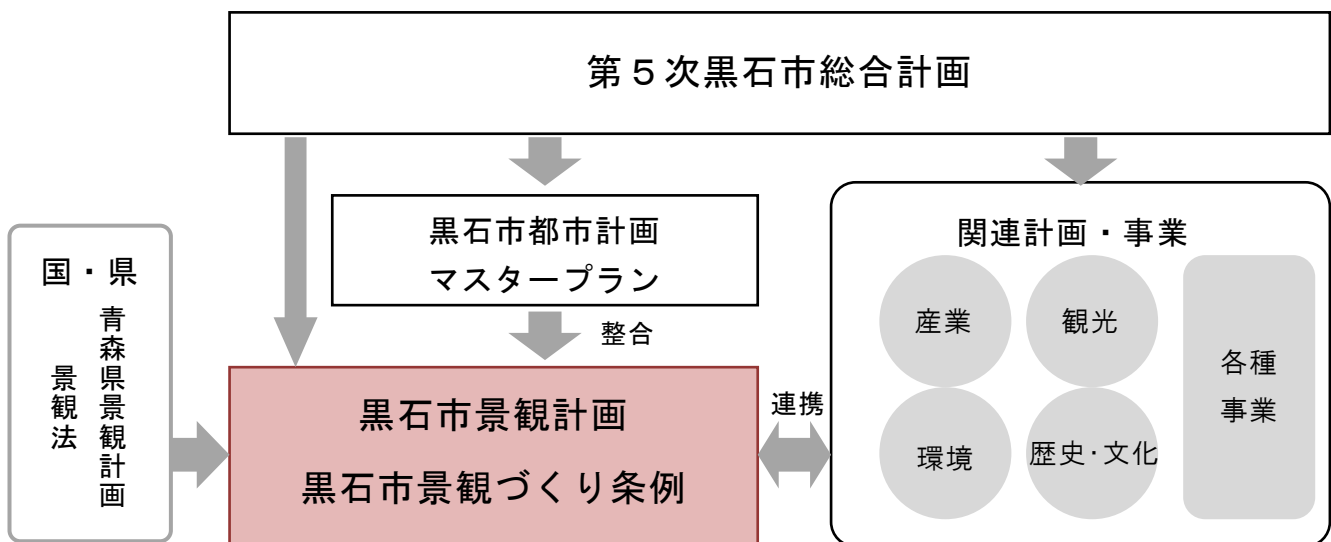 第５次黒石市総合計画
黒石市都市計画
マスタープラン
整合
国・県
青森県景観計画
景観法
黒石市景観計画
黒石市景観づくり条例
連携
関連計画・事業
産業
観光
環境
歴史・文化
各種
事業